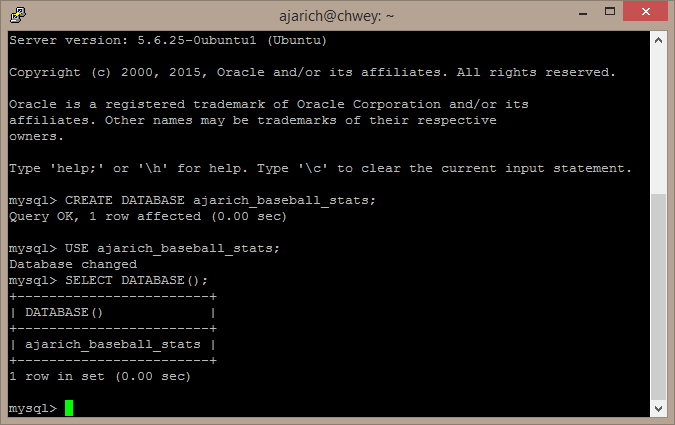 ajarich@chwey: ~
Server version: 5.6.25-0ubuntu1 (Ubuntu)
Copyright (c) 2000, 2015, Oracle and/or its affiliates. All rights reserved.
Oracle is a registered trademark of Oracle Corporation and/or its
affiliates. Other names may be trademarks of their respective
owners.
Type 'help;' or '\h' for help. Type '\c' to clear the current input statement.
mysql> CREATE DATABASE ajarich_baseball_stats;
Query OK, 1 row affected (0.00 sec)
mysql> USE ajarich_baseball_stats;
Database changed
mysql> SELECT DATABASE();
+------------------------+
| DATABASE()             |
+------------------------+
| ajarich_baseball_stats |
+------------------------+
1 row in set (0.00 sec)
mysql>